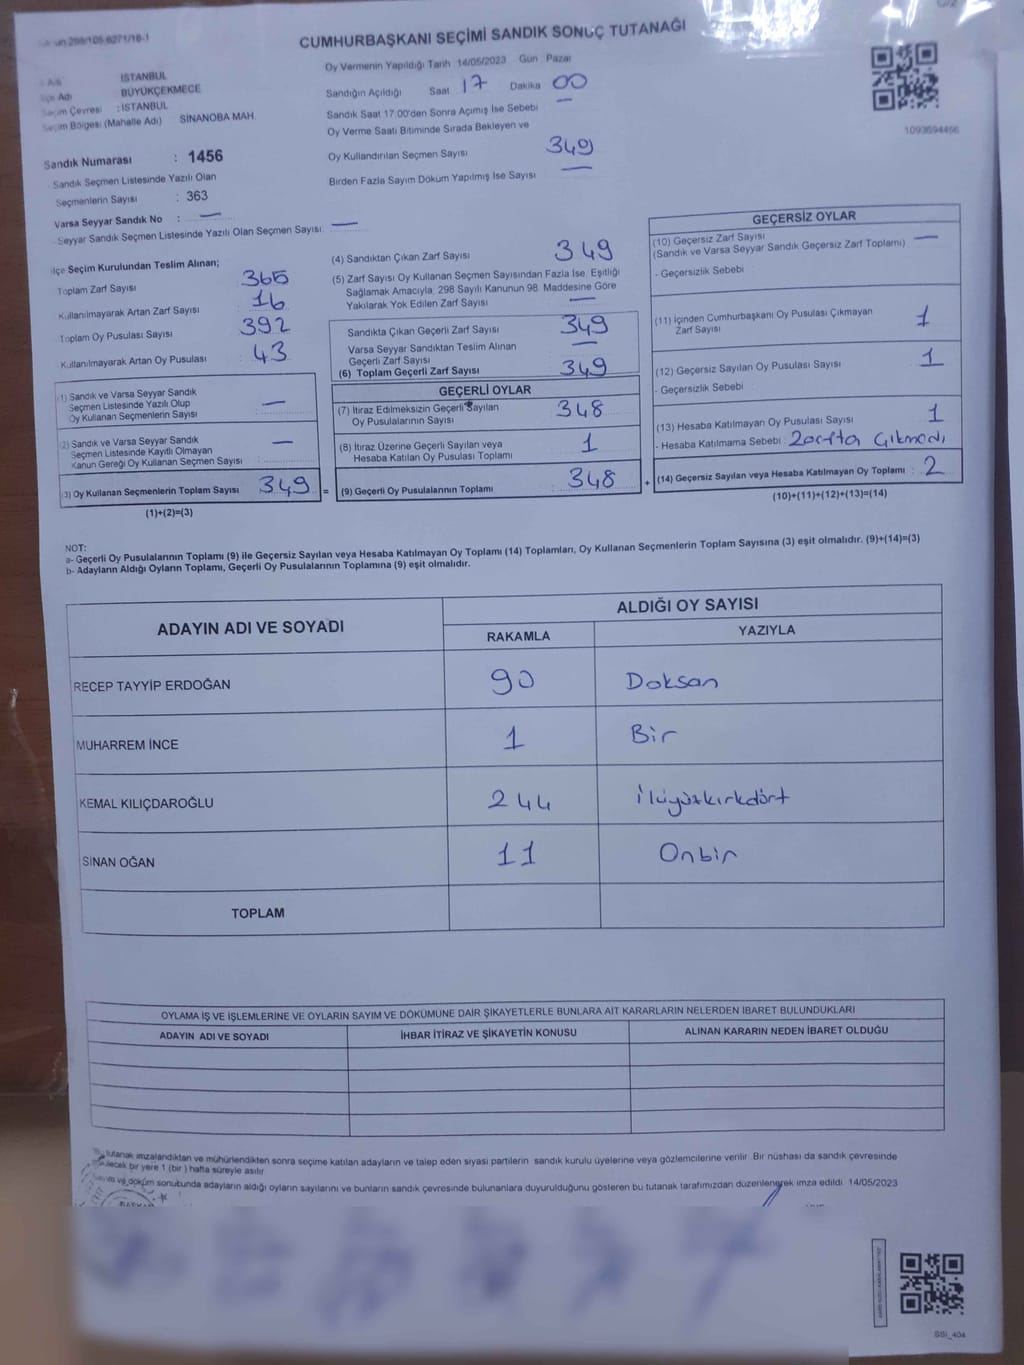 CUMHURBAŞKANI SEÇİMİ SANDIK SONUÇ TUTANAĞI
Oy Vermenin Yapıldığı Tarih 14/05/2023 Gün Pazar
İSTANBUL
Adı BÜYÜKÇEKMECE
Seçim Çevresi : İSTANBUL
Seçim Bölgesi (Mahalle Adı) SİNANOBA MAH.
Sandık Numarası : 1456
Sandık Seçmen Listesinde Yazılı Olan
Seçmenlerin Sayısı : 363
Varsa Seyyar Sandık No : —
Seyyar Sandık Seçmen Listesinde Yazılı Olan Seçmen Sayısı: —
Sandığın Açıldığı Saat 17 Dakika 00
Sandık Saat 17:00'den Sonra Açımış İse Sebebi —
Oy Verme Saati Bitiminde Sırada Bekleyen ve
Oy Kullandırılan Seçmen Sayısı 349
Birden Fazla Sayım Döküm Yapılmış İse Sayısı —
1093694456
İlçe Seçim Kurulundan Teslim Alınan;
Toplam Zarf Sayısı 365
Kullanılmayarak Artan Zarf Sayısı 16
Toplam Oy Pusulası Sayısı 392
Kullanılmayarak Artan Oy Pusulası 43
(1) Sandık ve Varsa Seyyar Sandık
Seçmen Listesinde Yazılı Olup
Oy Kullanan Seçmenlerin Sayısı —
(2) Sandık ve Varsa Seyyar Sandık
Seçmen Listesinde Kayıtlı Olmayan
Kanun Gereği Oy Kullanan Seçmen Sayısı —
(3) Oy Kullanan Seçmenlerin Toplam Sayısı 349 =
(1)+(2)=(3)
(4) Sandıktan Çıkan Zarf Sayısı 349
(5) Zarf Sayısı Oy Kullanan Seçmen Sayısından Fazla İse, Eşitliği
Sağlamak Amacıyla, 298 Sayılı Kanunun 98. Maddesine Göre
Yakılarak Yok Edilen Zarf Sayısı —
Sandıkta Çıkan Geçerli Zarf Sayısı 349
Varsa Seyyar Sandıktan Teslim Alınan
Geçerli Zarf Sayısı —
(6) Toplam Geçerli Zarf Sayısı 349
GEÇERLİ OYLAR
(7) İtiraz Edilmeksizin Geçerli Sayılan
Oy Pusulasının Sayısı 348
(8) İtiraz Üzerine Geçerli Sayılan veya
Hesaba Katılan Oy Pusulası Toplamı 1
(9) Geçerli Oy Pusulalarının Toplamı 348 +
GEÇERSİZ OYLAR
(10) Geçersiz Zarf Sayısı
(Sandık ve Varsa Seyyar Sandık Geçersiz Zarf Toplamı) —
- Geçersizlik Sebebi
(11) İçinden Cumhurbaşkanı Oy Pusulası Çıkmayan
Zarf Sayısı 1
(12) Geçersiz Sayılan Oy Pusulası Sayısı 1
- Geçersizlik Sebebi
(13) Hesaba Katılmayan Oy Pusulası Sayısı 1
- Hesaba Katılmama Sebebi: Zarfta Çıkmadı
(14) Geçersiz Sayılan veya Hesaba Katılmayan Oy Toplamı : 2
(10)+(11)+(12)+(13)=(14)
NOT:
a- Geçerli Oy Pusulalarının Toplamı (9) ile Geçersiz Sayılan veya Hesaba Katılmayan Oy Toplamı (14) Toplamları, Oy Kullanan Seçmenlerin Toplam Sayısına (3) eşit olmalıdır. (9)+(14)=(3)
b- Adayların Aldığı Oyların Toplamı, Geçerli Oy Pusulalarının Toplamına (9) eşit olmalıdır.
ADAYIN ADI VE SOYADI
ALDIĞI OY SAYISI
RAKAMLA YAZIYLA
RECEP TAYYİP ERDOĞAN 90 Doksan
MUHARREM İNCE 1 Bir
KEMAL KILIÇDAROĞLU 244 İküyüzkırkdört
SİNAN OĞAN 11 Onbir
TOPLAM
OYLAMA İŞ VE İŞLEMLERİNE VE OYLARIN SAYIM VE DÖKÜMÜNE DAİR ŞİKAYETLERLE BUNLARA AİT KARARLARIN NELERDEN İBARET BULUNDUKLARI
ADAYIN ADI VE SOYADI İHBAR İTİRAZ VE ŞİKAYETİN KONUSU ALINAN KARARIN NEDEN İBARET OLDUĞU
tutanak imzalandıktan ve mühürlendikten sonra seçime katılan adayların ve talep eden siyasi partilerin sandık kurulu üyelerine veya gözlemcilerine verilir. Bir nüshası da sandık çevresinde
bir yere 1 (bir) hafta süreyle asılır.
ve döküm sonubunda adayların aldığı oyların sayılarını ve bunların sandık çevresinde bulunanlara duyurulduğunu gösteren bu tutanak tarafımızdan düzenlenerek imza edildi. 14/05/2023
SSI_404